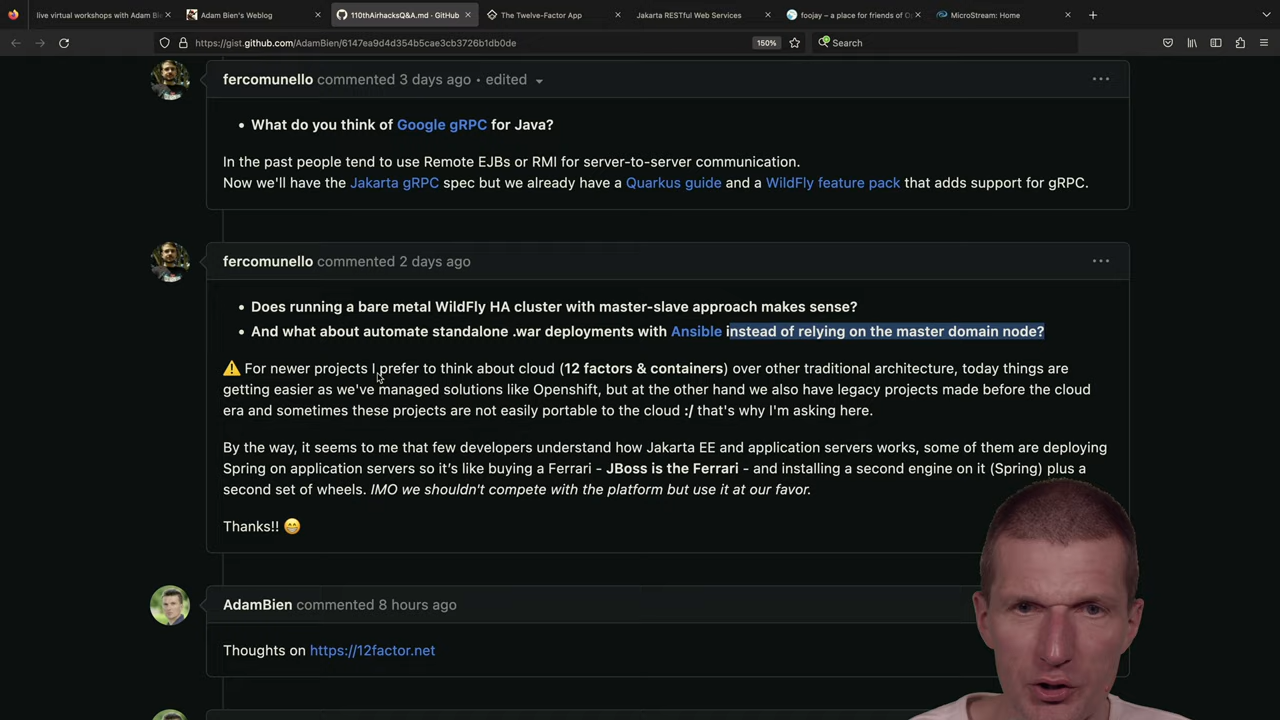 live virtual workshops with Adam Bi
Adam Bien's Weblog
110thAirhacksQ&A.md · GitHub
The Twelve-Factor App
Jakarta RESTful Web Services
foojay – a place for friends of Op
MicroStream: Home
https://gist.github.com/AdamBien/6147ea9d4d354b5cae3cb3726b1db0de
150%
Search
fercomunello commented 3 days ago • edited
• What do you think of Google gRPC for Java?
In the past people tend to use Remote EJBs or RMI for server-to-server communication.
Now we'll have the Jakarta gRPC spec but we already have a Quarkus guide and a WildFly feature pack that adds support for gRPC.
fercomunello commented 2 days ago
• Does running a bare metal WildFly HA cluster with master-slave approach makes sense?
• And what about automate standalone .war deployments with Ansible instead of relying on the master domain node?
⚠️ For newer projects I prefer to think about cloud (12 factors & containers) over other traditional architecture, today things are
getting easier as we've managed solutions like Openshift, but at the other hand we also have legacy projects made before the cloud
era and sometimes these projects are not easily portable to the cloud :/ that's why I'm asking here.
By the way, it seems to me that few developers understand how Jakarta EE and application servers works, some of them are deploying
Spring on application servers so it's like buying a Ferrari - JBoss is the Ferrari - and installing a second engine on it (Spring) plus a
second set of wheels. IMO we shouldn't compete with the platform but use it at our favor.
Thanks!! 😁
AdamBien commented 8 hours ago
Thoughts on https://12factor.net